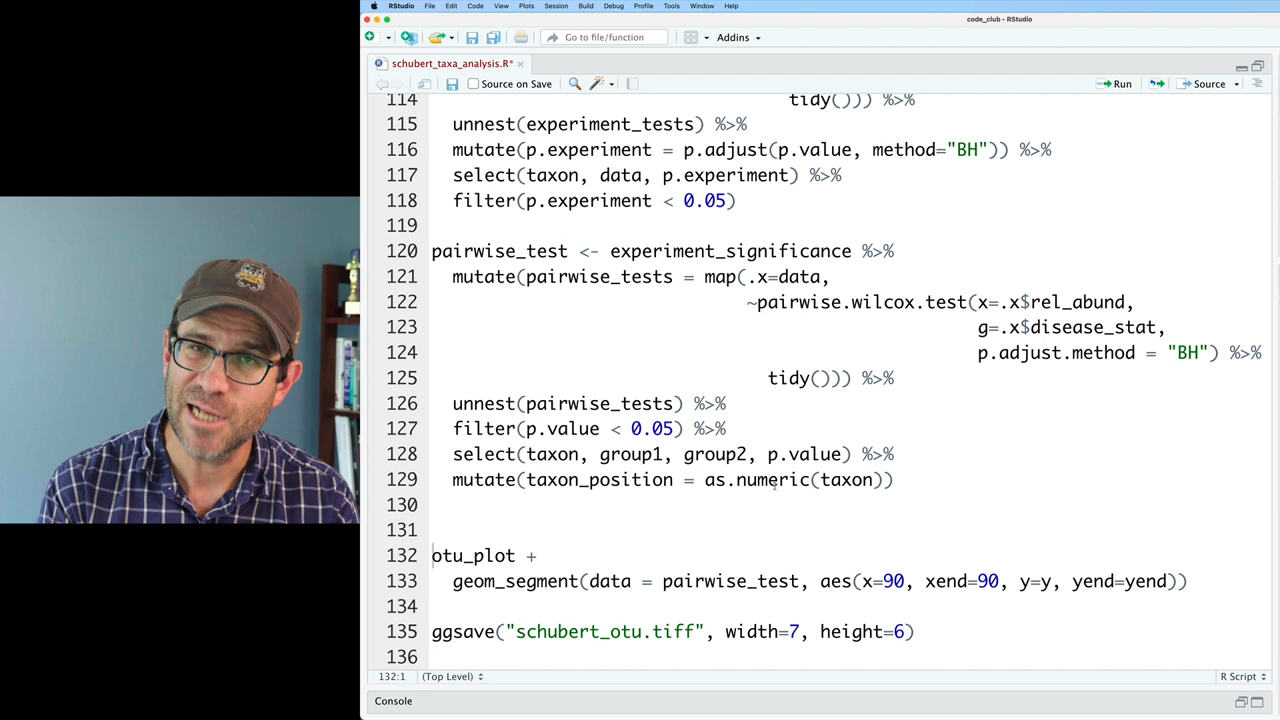 RStudio File Edit Code View Plots Session Build Debug Profile Tools Window Help
code_club - RStudio
Go to file/function Addins
schubert_taxa_analysis.R*
Source on Save Run Source
114 tidy())) %>%
115 unnest(experiment_tests) %>%
116 mutate(p.experiment = p.adjust(p.value, method="BH")) %>%
117 select(taxon, data, p.experiment) %>%
118 filter(p.experiment < 0.05)
119
120 pairwise_test <- experiment_significance %>%
121 mutate(pairwise_tests = map(.x=data,
122 ~pairwise.wilcox.test(x=.x$rel_abund,
123 g=.x$disease_stat,
124 p.adjust.method = "BH") %>%
125 tidy())) %>%
126 unnest(pairwise_tests) %>%
127 filter(p.value < 0.05) %>%
128 select(taxon, group1, group2, p.value) %>%
129 mutate(taxon_position = as.numeric(taxon))
130
131
132 otu_plot +
133 geom_segment(data = pairwise_test, aes(x=90, xend=90, y=y, yend=yend))
134
135 ggsave("schubert_otu.tiff", width=7, height=6)
136
132:1 (Top Level) R Script
Console